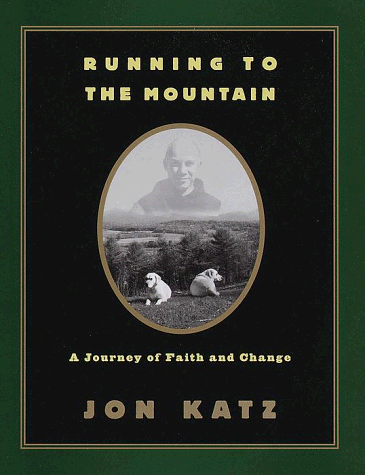 RUNNING TO
THE MOUNTAIN
A Journey of Faith and Change
JON KATZ